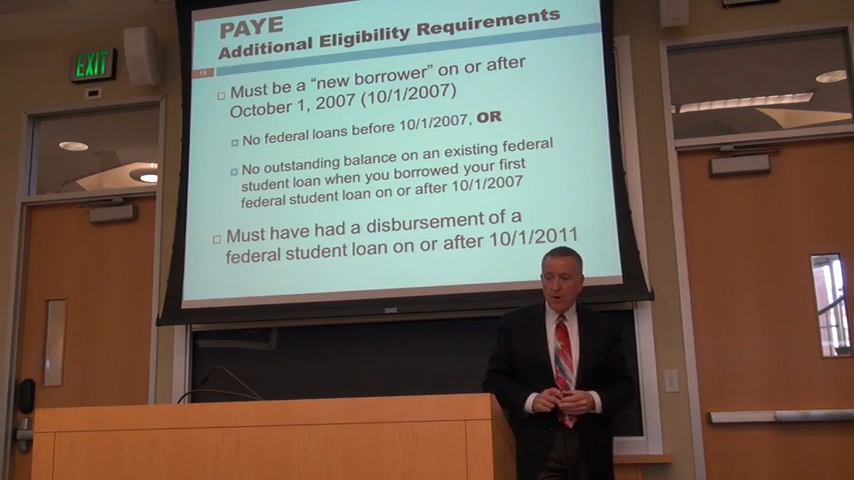 PAYE
Additional Eligibility Requirements
EXIT
Must be a "new borrower" on or after
October 1, 2007 (10/1/2007)
No federal loans before 10/1/2007, OR
No outstanding balance on an existing federal
student loan when you borrowed your first
federal student loan on or after 10/1/2007
Must have had a disbursement of a
federal student loan on or after 10/1/2011